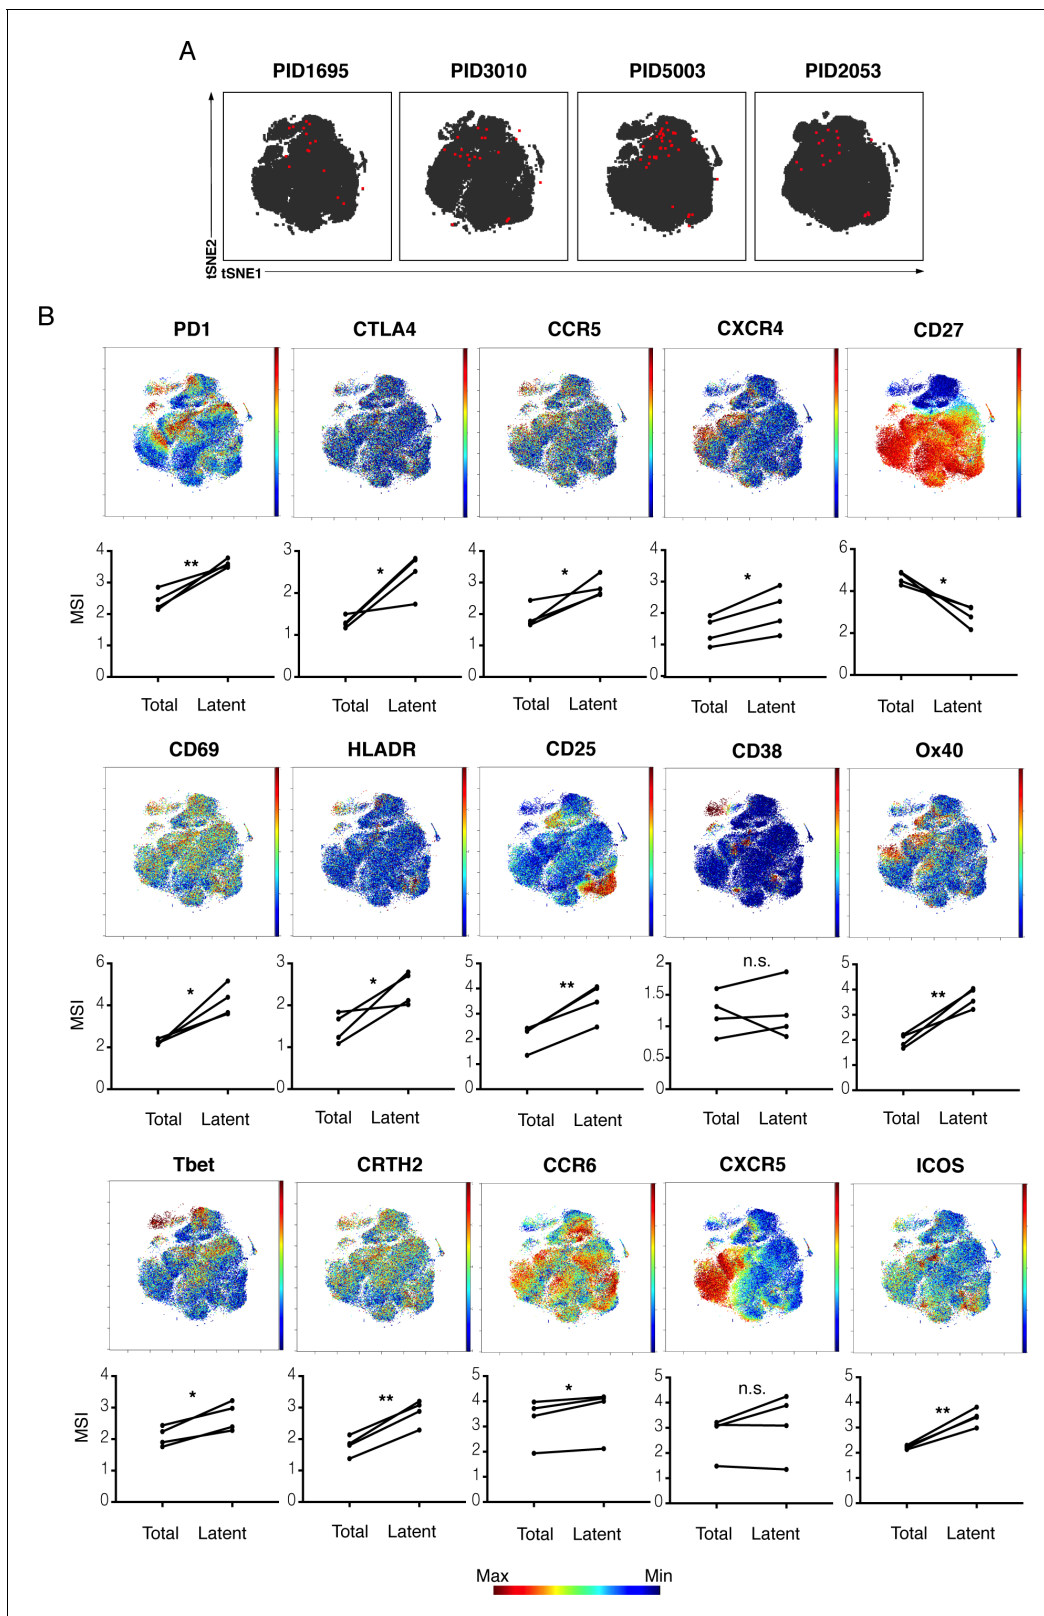 A
PID1695 PID3010 PID5003 PID2053
tSNE2
tSNE1
B
PD1 CTLA4 CCR5 CXCR4 CD27
MSI
4 3 2 1 0
**
3 2 1 0
*
4 3 2 1 0
*
4 3 2 1 0
*
6 4 2 0
*
Total Latent Total Latent Total Latent Total Latent Total Latent
CD69 HLADR CD25 CD38 Ox40
MSI
6 4 2 0
*
3 2 1 0
*
5 4 3 2 1 0
**
2 1.5 1 0.5 0
n.s.
5 4 3 2 1 0
**
Total Latent Total Latent Total Latent Total Latent Total Latent
Tbet CRTH2 CCR6 CXCR5 ICOS
MSI
4 3 2 1 0
*
4 3 2 1 0
**
5 4 3 2 1 0
*
5 4 3 2 1 0
n.s.
5 4 3 2 1 0
**
Total Latent Total Latent Total Latent Total Latent Total Latent
Max Min